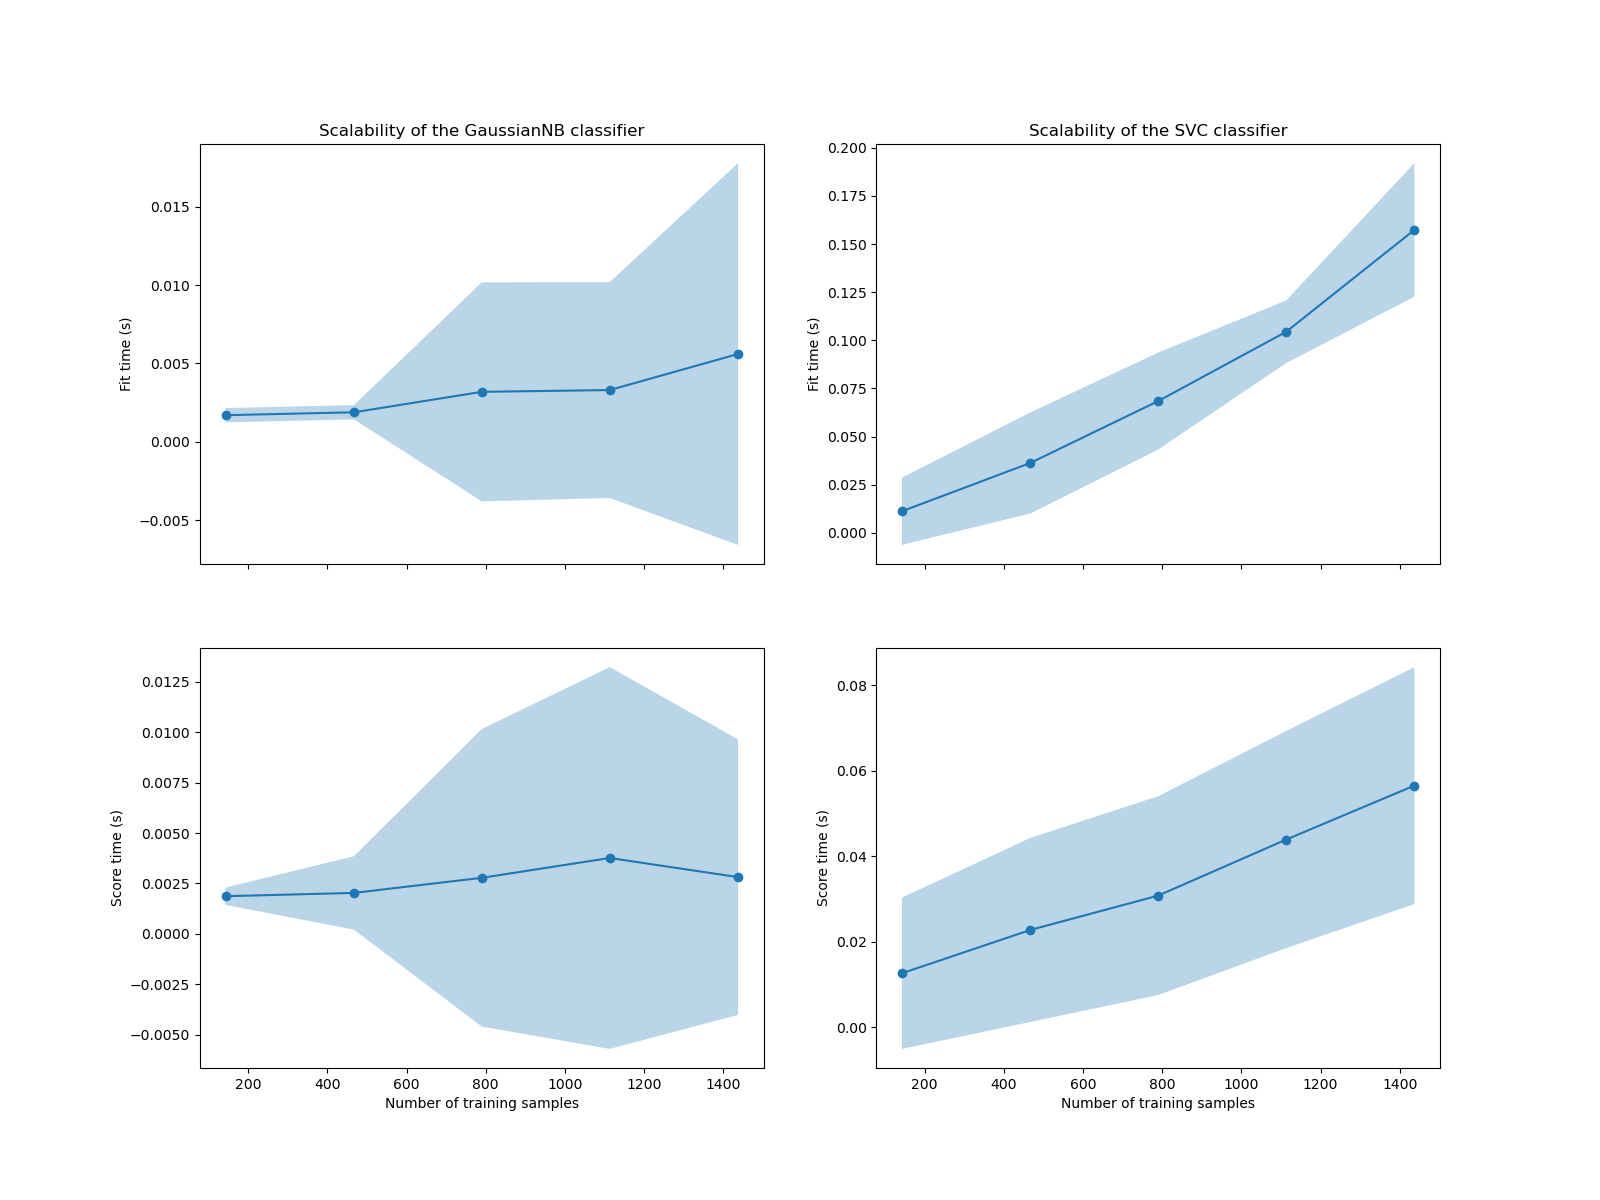 Scalability of the GaussianNB classifier
0.015
0.010
0.005
0.000
−0.005
Fit time (s)
Scalability of the SVC classifier
0.200
0.175
0.150
0.125
0.100
0.075
0.050
0.025
0.000
Fit time (s)
0.0125
0.0100
0.0075
0.0050
0.0025
0.0000
−0.0025
−0.0050
Score time (s)
200 400 600 800 1000 1200 1400
Number of training samples
0.08
0.06
0.04
0.02
0.00
Score time (s)
200 400 600 800 1000 1200 1400
Number of training samples